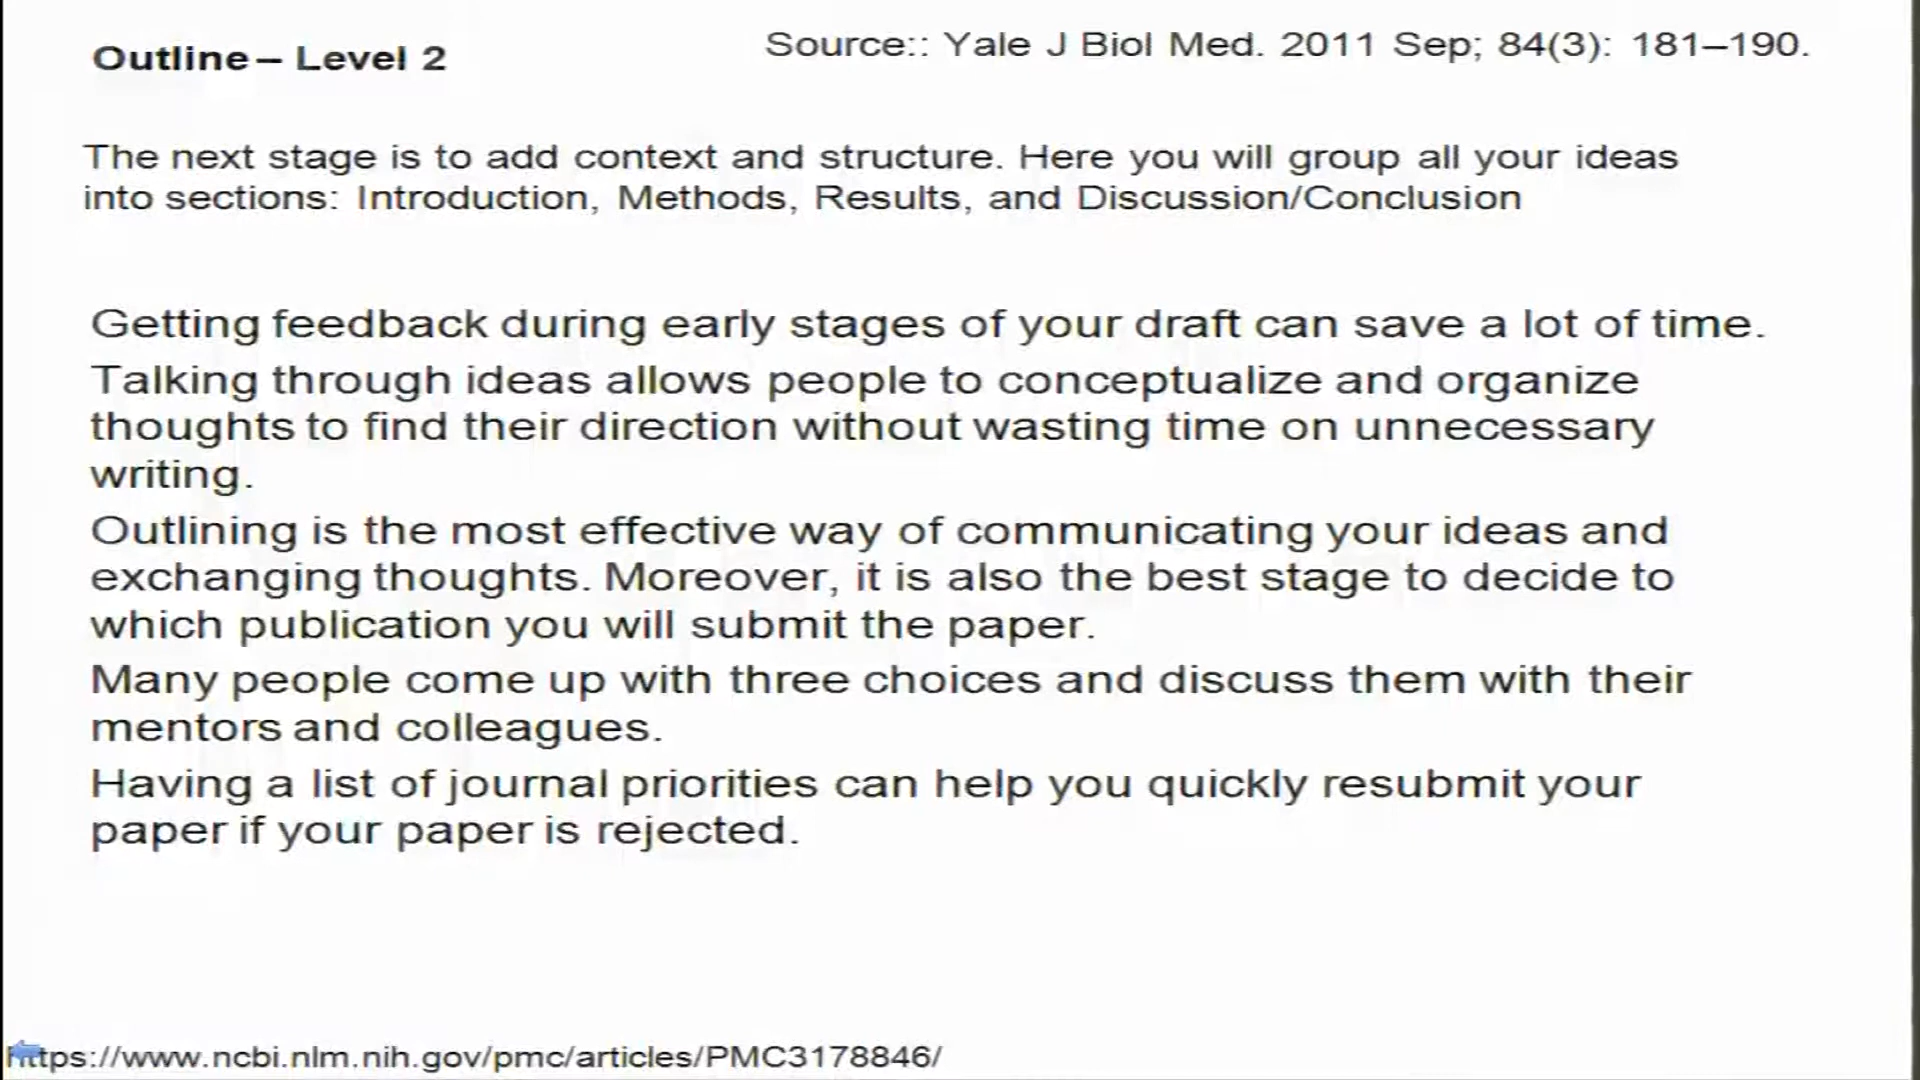 Outline – Level 2
Source:: Yale J Biol Med. 2011 Sep; 84(3): 181–190.
The next stage is to add context and structure. Here you will group all your ideas
into sections: Introduction, Methods, Results, and Discussion/Conclusion
Getting feedback during early stages of your draft can save a lot of time.
Talking through ideas allows people to conceptualize and organize
thoughts to find their direction without wasting time on unnecessary
writing.
Outlining is the most effective way of communicating your ideas and
exchanging thoughts. Moreover, it is also the best stage to decide to
which publication you will submit the paper.
Many people come up with three choices and discuss them with their
mentors and colleagues.
Having a list of journal priorities can help you quickly resubmit your
paper if your paper is rejected.
https://www.ncbi.nlm.nih.gov/pmc/articles/PMC3178846/